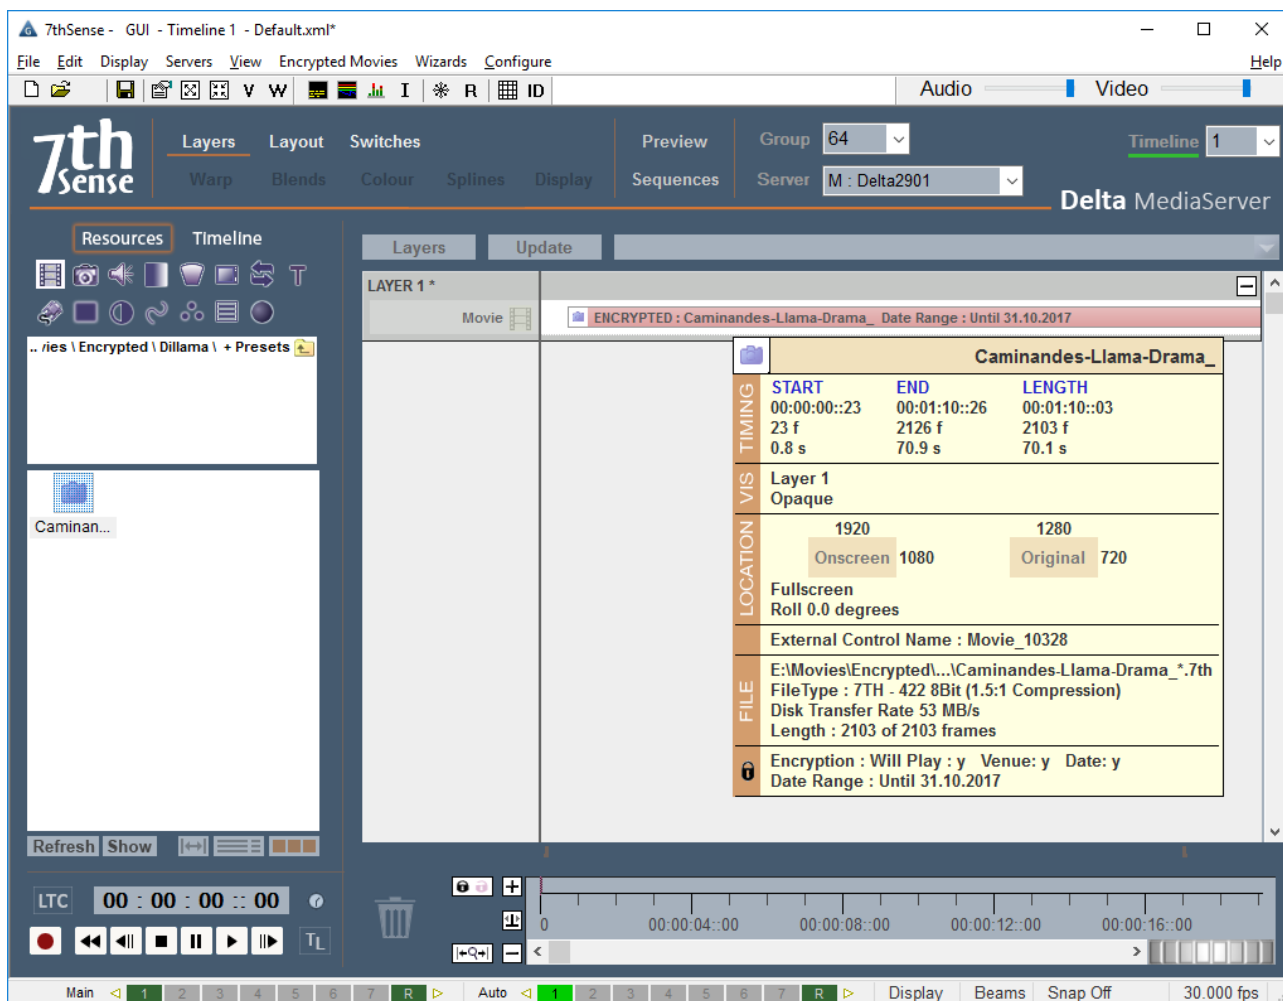 7thSense - GUI - Timeline 1 - Default.xml*
File Edit Display Servers View Encrypted Movies Wizards Configure Help
V W I R ID Audio Video
7th Sense
Layers Layout Switches Preview Group 64 Timeline 1
Warp Blends Colour Splines Display Sequences Server M : Delta2901
Delta MediaServer
Resources Timeline
Layers Update
T
LAYER 1 *
Movie ENCRYPTED : Caminandes-Llama-Drama_ Date Range : Until 31.10.2017
.. /ies \ Encrypted \ Dillama \ + Presets
Caminan...
Caminandes-Llama-Drama_
TIMING
START END LENGTH
00:00:00::23 00:01:10::26 00:01:10::03
23 f 2126 f 2103 f
0.8 s 70.9 s 70.1 s
VIS
Layer 1
Opaque
LOCATION
1920 1280
Onscreen 1080 Original 720
Fullscreen
Roll 0.0 degrees
External Control Name : Movie_10328
FILE
E:\Movies\Encrypted\...\Caminandes-Llama-Drama_*.7th
FileType : 7TH - 422 8Bit (1.5:1 Compression)
Disk Transfer Rate 53 MB/s
Length : 2103 of 2103 frames
Encryption : Will Play : y Venue: y Date: y
Date Range : Until 31.10.2017
Refresh Show
LTC 00 : 00 : 00 :: 00
TL
0 00:00:04::00 00:00:08::00 00:00:12::00 00:00:16::00
Main 1 2 3 4 5 6 7 R Auto 1 2 3 4 5 6 7 R Display Beams Snap Off 30.000 fps